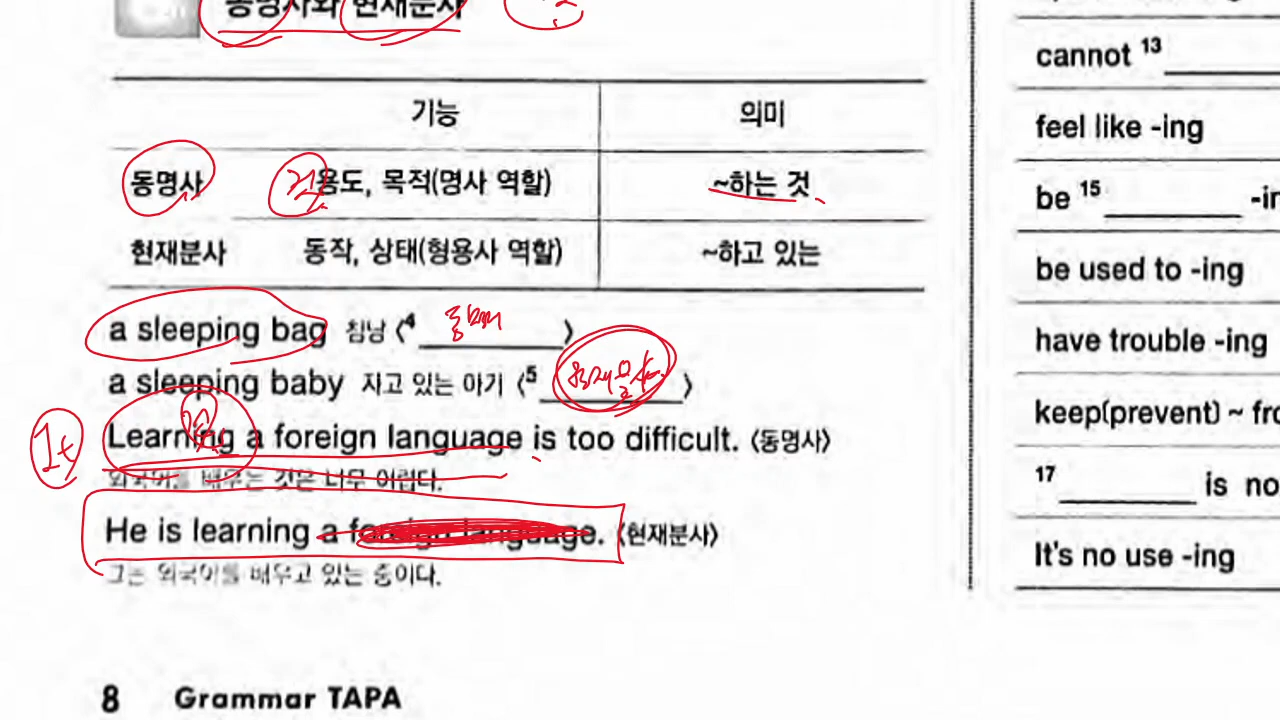 동명사와 현재분사
기능 의미
동명사 용도, 목적(명사 역할) ~하는 것
현재분사 동작, 상태(형용사 역할) ~하고 있는
a sleeping bag 침낭 〈4 〉
a sleeping baby 자고 있는 아기 〈5 현재분사 〉
It
Learning a foreign language is too difficult. 〈동명사〉
외국어를 배우는 것은 너무 어렵다.
He is learning a foreign language. 〈현재분사〉
그는 외국어를 배우고 있는 중이다.
8 Grammar TAPA
cannot 13
feel like -ing
be 15
be used to -ing
have trouble -ing
keep(prevent) ~
17 is no
It's no use -ing